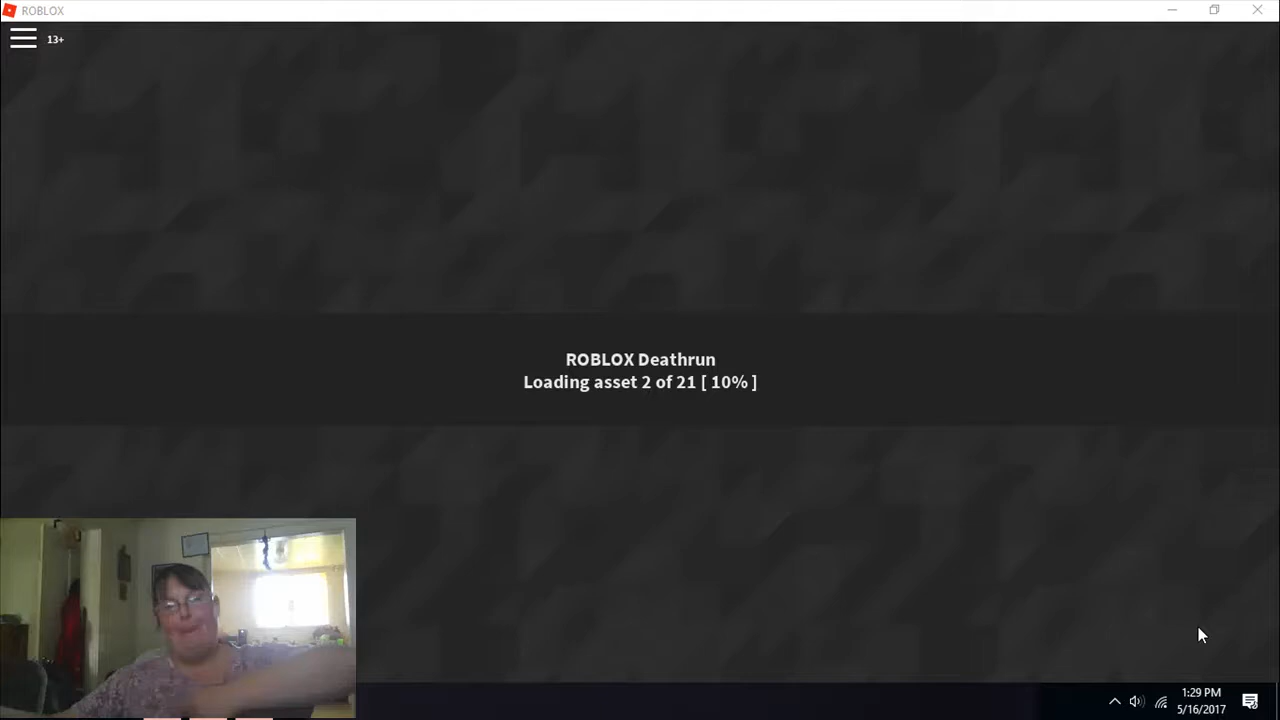 ROBLOX
13+
ROBLOX Deathrun
Loading asset 2 of 21 [ 10% ]
1:29 PM
5/16/2017